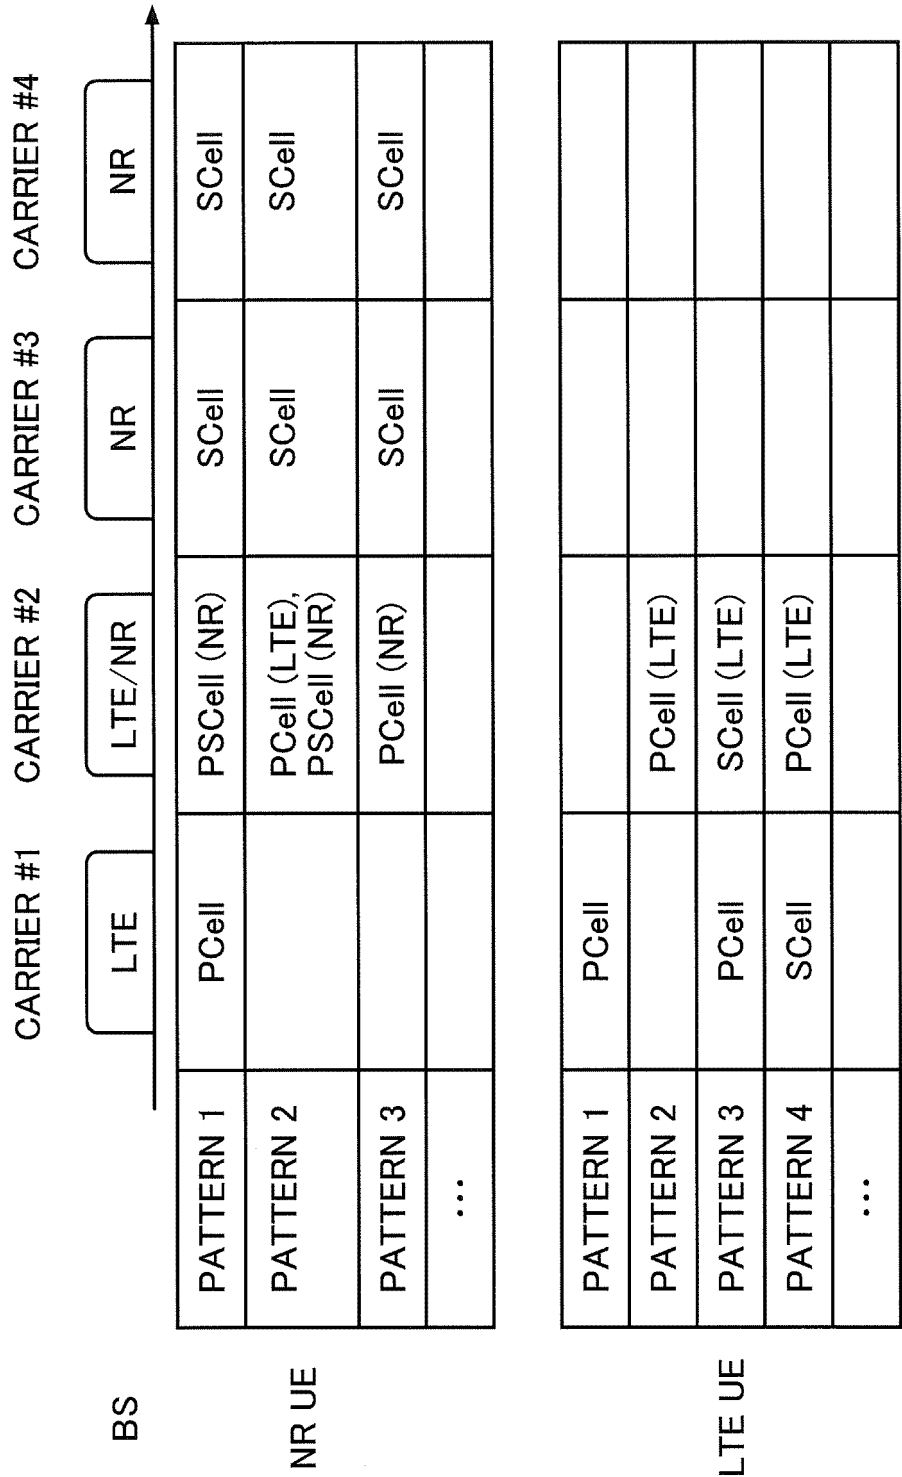 CARRIER #1 CARRIER #2 CARRIER #3 CARRIER #4
BS LTE LTE/NR NR NR
NR UE
PATTERN 1 PCell PSCell (NR) SCell SCell
PATTERN 2 PCell (LTE), SCell SCell
PSCell (NR)
PATTERN 3 PCell (NR) SCell SCell
...
LTE UE
PATTERN 1 PCell
PATTERN 2 PCell (LTE)
PATTERN 3 PCell SCell (LTE)
PATTERN 4 SCell PCell (LTE)
...